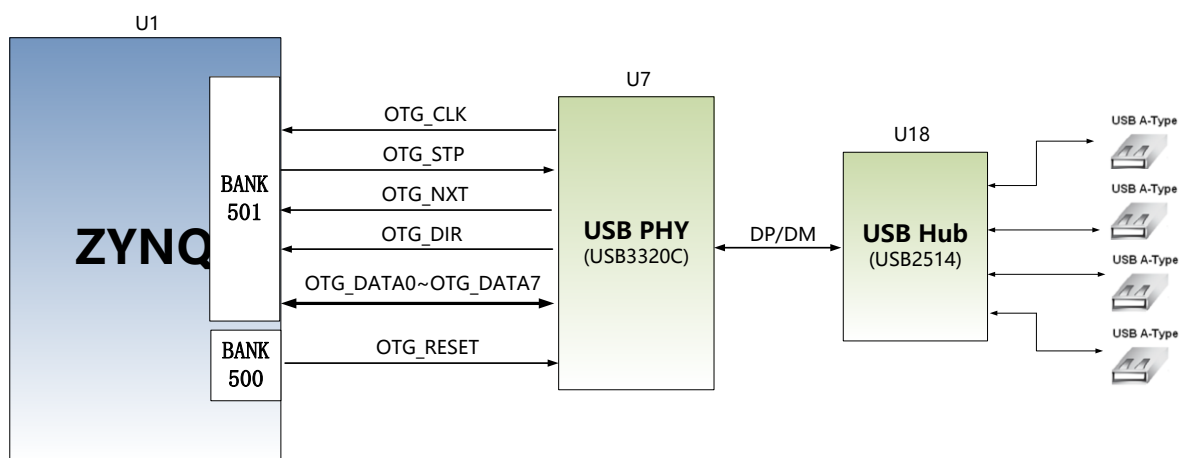 U1
ZYNQ
BANK
501
BANK
500
OTG_CLK
OTG_STP
OTG_NXT
OTG_DIR
OTG_DATA0~OTG_DATA7
OTG_RESET
U7
USB PHY
(USB3320C)
DP/DM
U18
USB Hub
(USB2514)
USB A-Type
USB A-Type
USB A-Type
USB A-Type